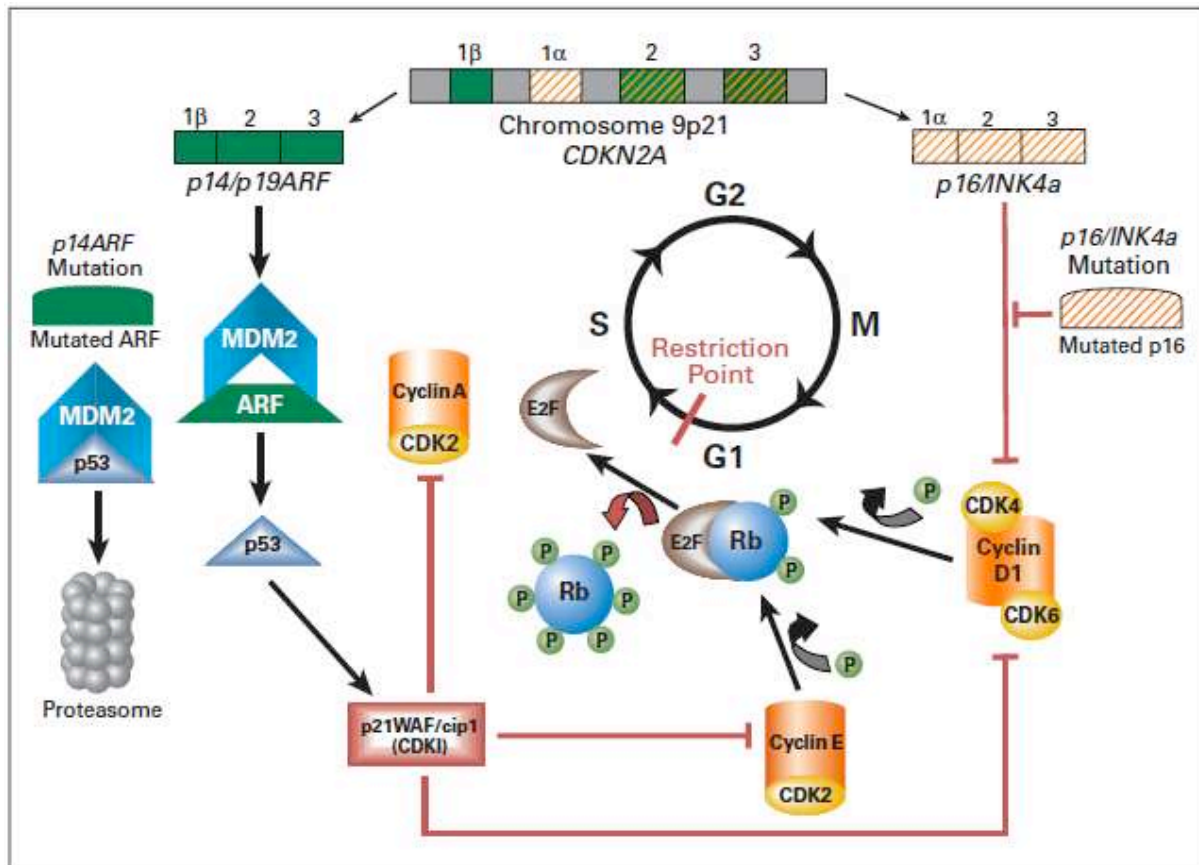 1β 1α 2 3
Chromosome 9p21
CDKN2A
1β 2 3
p14/p19ARF
1α 2 3
p16/INK4a
p14ARF
Mutation
Mutated ARF
MDM2
p53
Proteasome
MDM2
ARF
p53
p21WAF/cip1
(CDKI)
Cyclin A
CDK2
G2
S
M
G1
Restriction
Point
E2F
E2F
Rb
P
P
Rb
P
P
P
P
P
P
P
P
Cyclin E
CDK2
CDK4
Cyclin
D1
CDK6
p16/INK4a
Mutation
Mutated p16